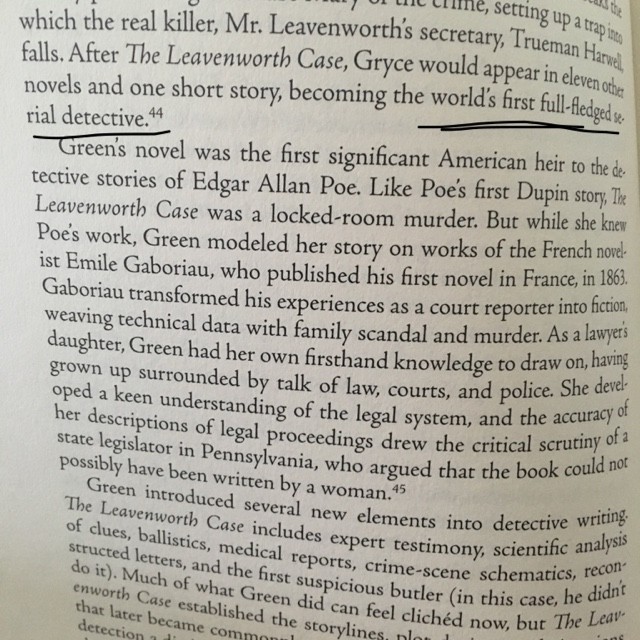 the crime, setting up a trap into
which the real killer, Mr. Leavenworth's secretary, Trueman Harwell,
falls. After The Leavenworth Case, Gryce would appear in eleven other
novels and one short story, becoming the world's first full-fledged se-
rial detective.44
Green's novel was the first significant American heir to the de-
tective stories of Edgar Allan Poe. Like Poe's first Dupin story, The
Leavenworth Case was a locked-room murder. But while she knew
Poe's work, Green modeled her story on works of the French novel-
ist Emile Gaboriau, who published his first novel in France, in 1863.
Gaboriau transformed his experiences as a court reporter into fiction,
weaving technical data with family scandal and murder. As a lawyer's
daughter, Green had her own firsthand knowledge to draw on, having
grown up surrounded by talk of law, courts, and police. She devel-
oped a keen understanding of the legal system, and the accuracy of
her descriptions of legal proceedings drew the critical scrutiny of a
state legislator in Pennsylvania, who argued that the book could not
possibly have been written by a woman.45
Green introduced several new elements into detective writing.
The Leavenworth Case includes expert testimony, scientific analysis
of clues, ballistics, medical reports, crime-scene schematics, recon-
structed letters, and the first suspicious butler (in this case, he didn't
do it). Much of what Green did can feel clichéd now, but The Leav-
enworth Case established the storylines,
that later became
detection